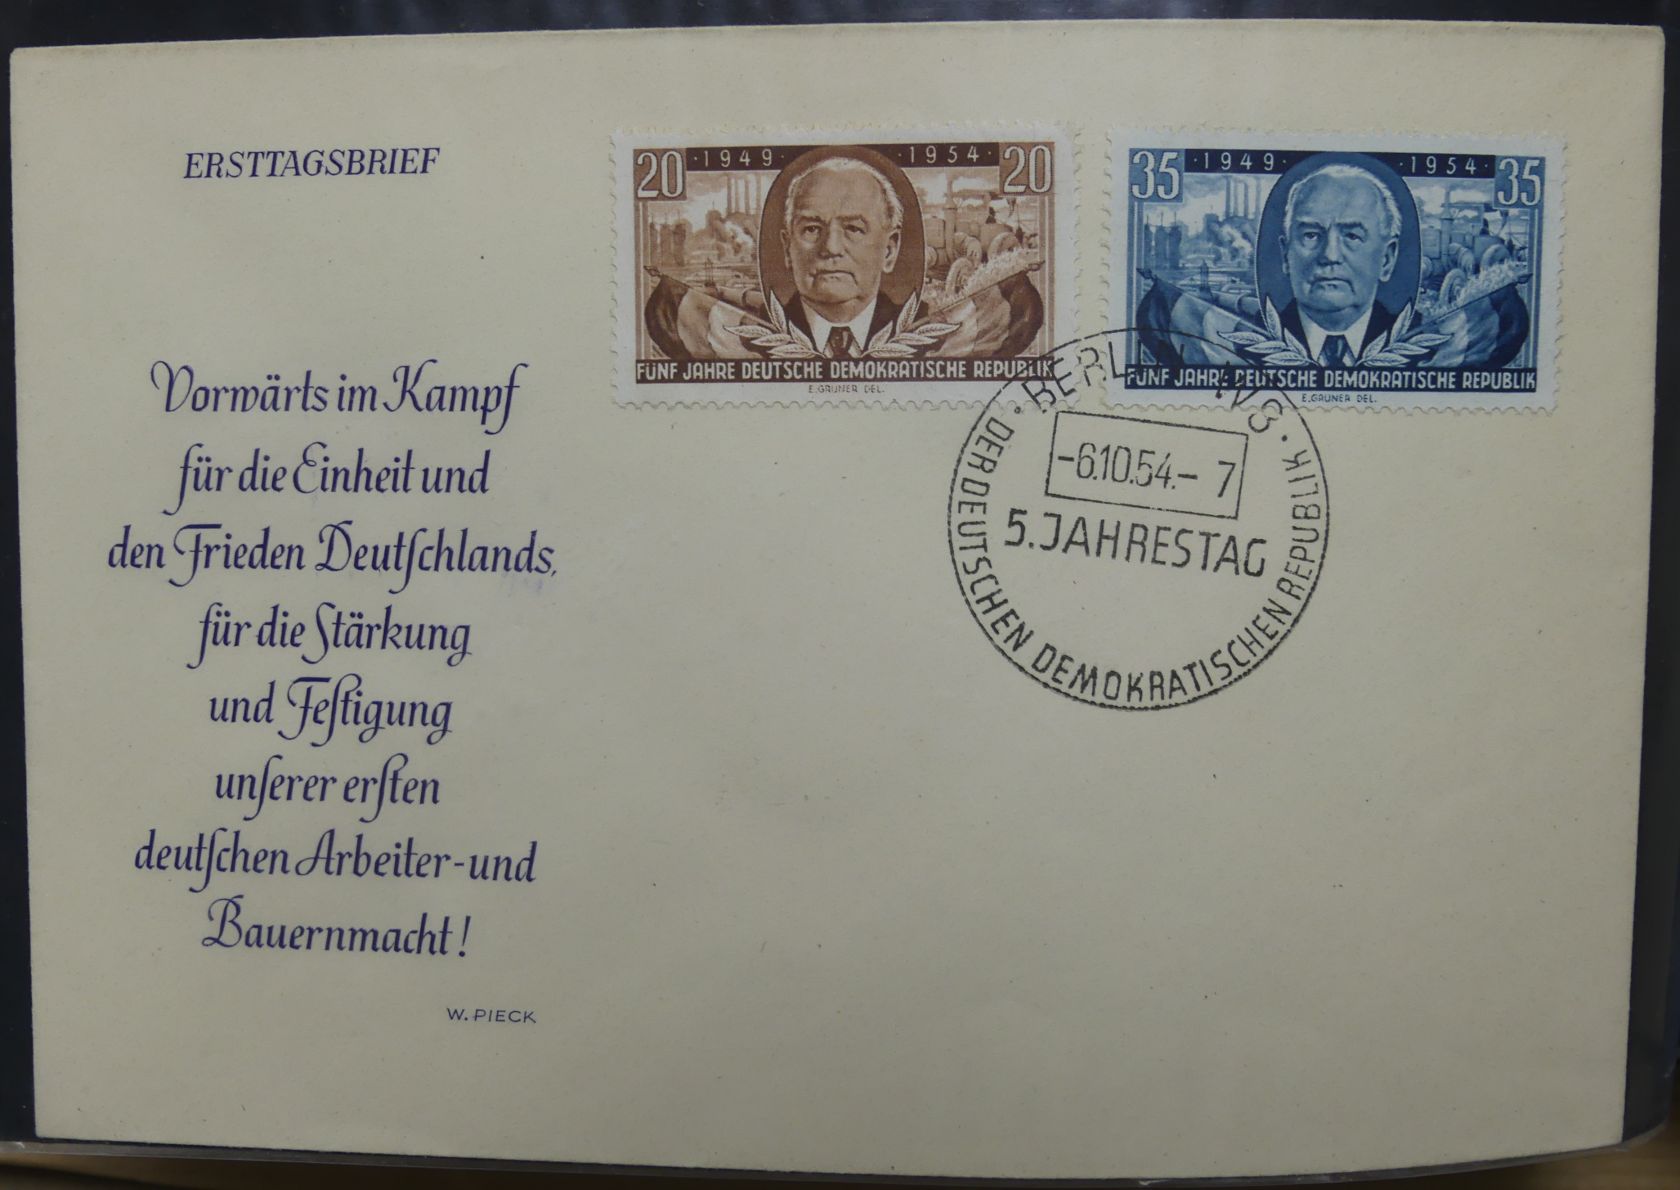 ERSTTAGSBRIEF
20 · 1949 · · 1954 · 20
FÜNF JAHRE DEUTSCHE DEMOKRATISCHE REPUBLIK
E. GRUNER DEL.
35 · 1949 · · 1954 · 35
FÜNF JAHRE DEUTSCHE DEMOKRATISCHE REPUBLIK
E. GRUNER DEL.
· BERLIN W8 ·
-6.10.54.- 7
5. JAHRESTAG
DER DEUTSCHEN DEMOKRATISCHEN REPUBLIK
Vorwärts im Kampf
für die Einheit und
den Frieden Deutſchlands,
für die Stärkung
und Feſtigung
unſerer erſten
deutſchen Arbeiter-und
Bauernmacht!
W. PIECK